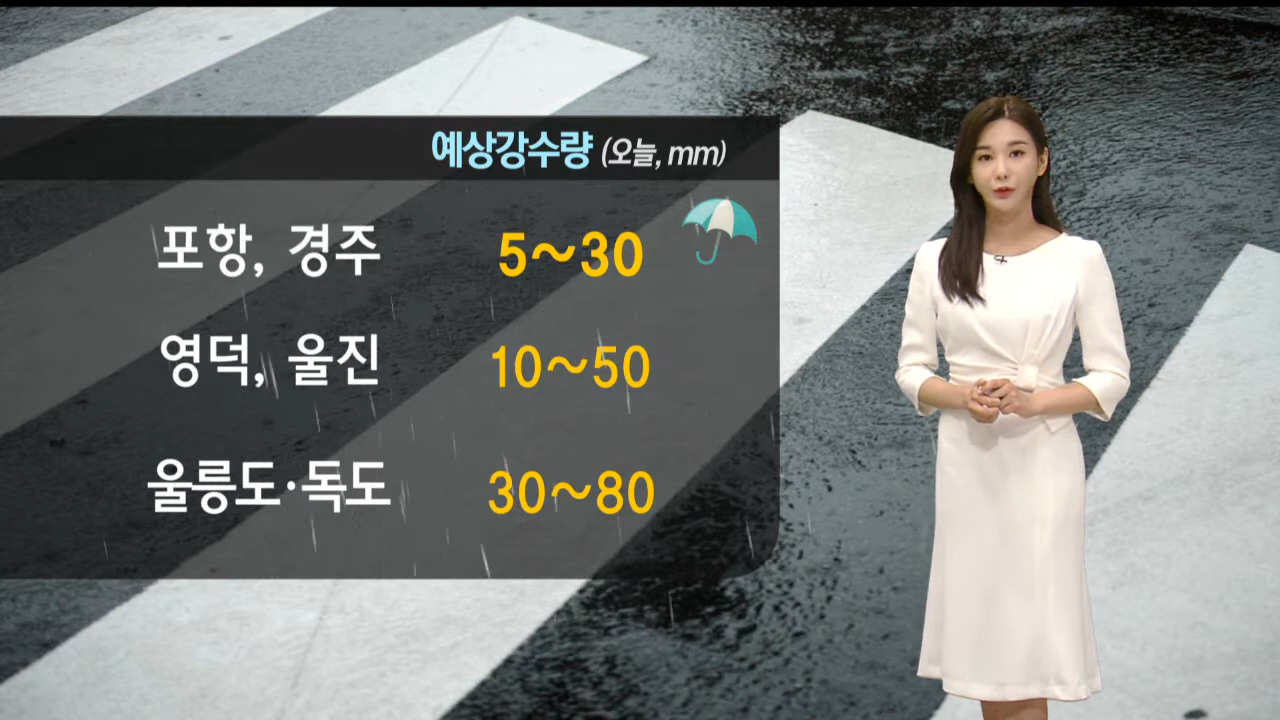 예상강수량 (오늘, mm)
포항, 경주 5~30
영덕, 울진 10~50
울릉도·독도 30~80